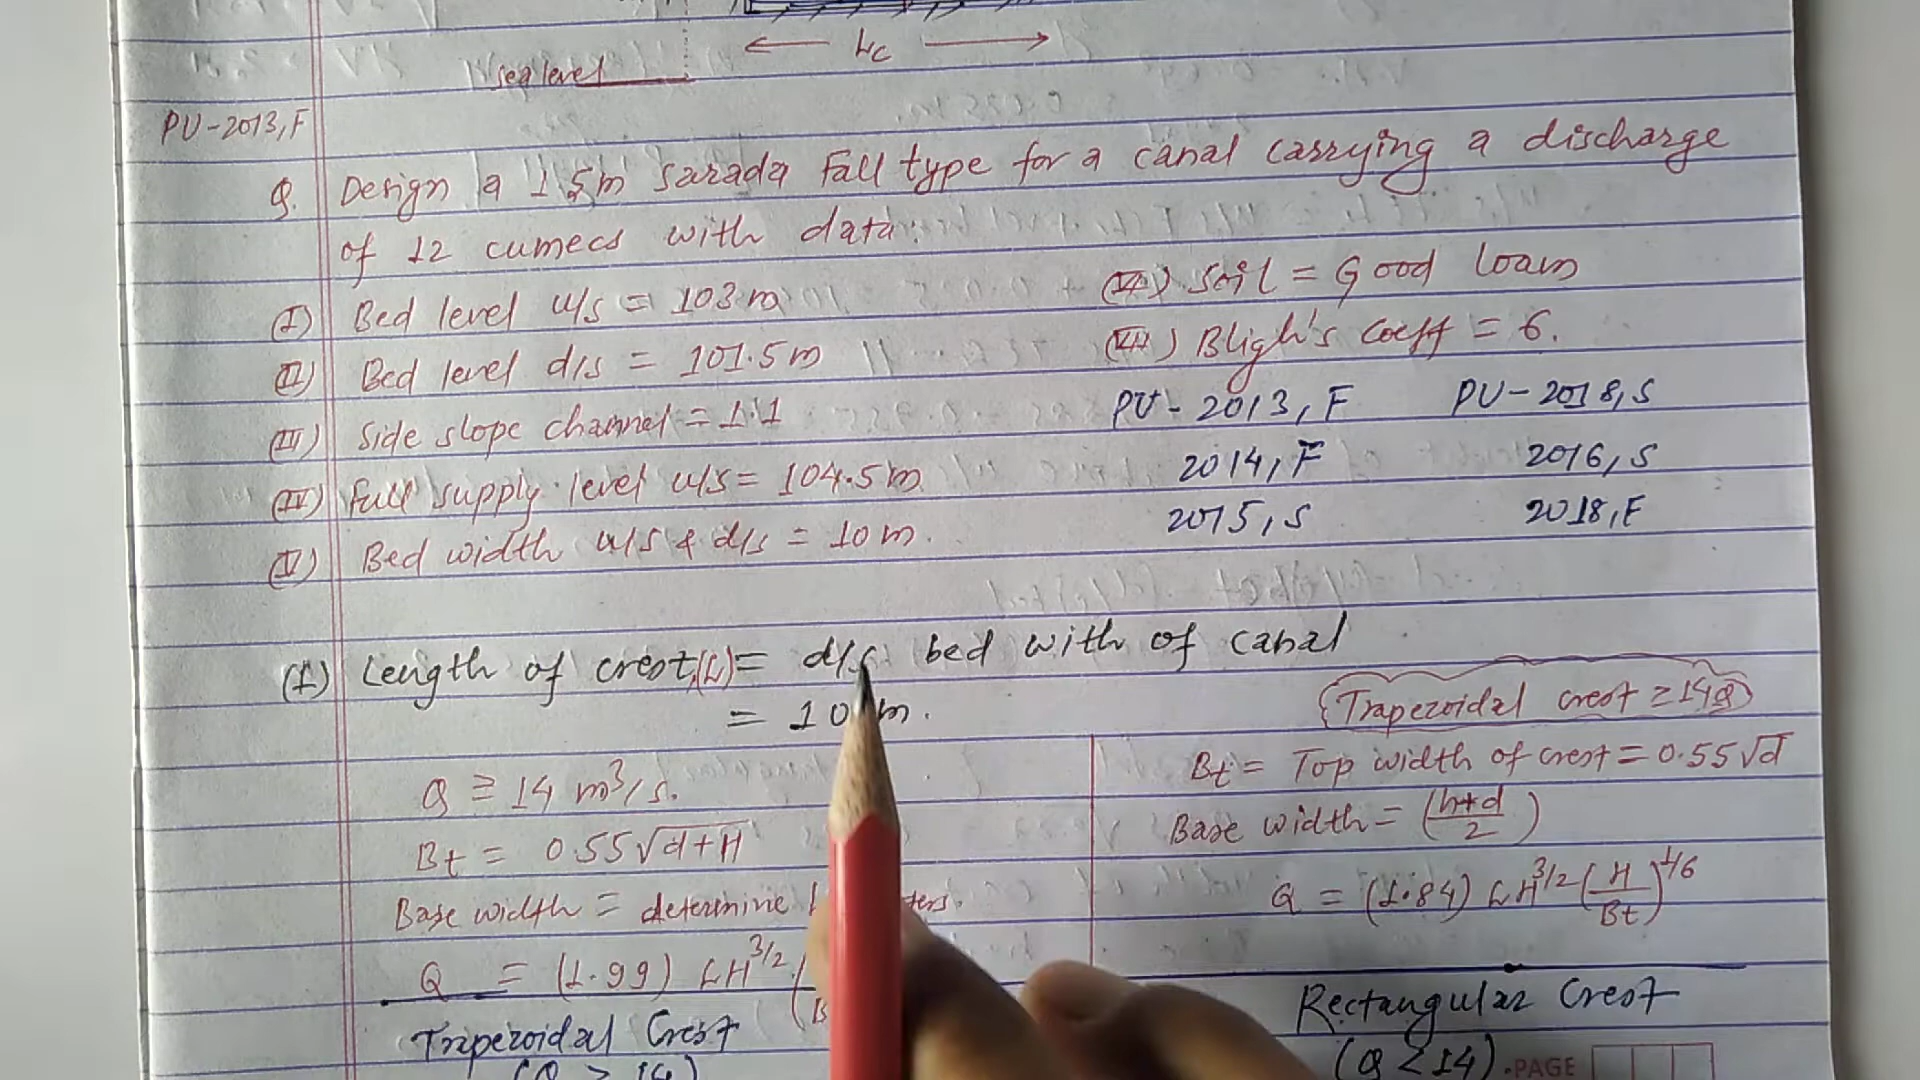 Lc
sea level
PU-2013,F
Q. Design a 1.5m sarada Fall type for a canal carrying a discharge
of 12 cumecs with data.
(I) Bed level u/s = 103m
(II) Bed level d/s = 101.5m
(III) Side slope channel = 1:1
(IV) Full supply level u/s = 104.5m
(V) Bed width u/s & d/s = 10m.
(VI) Soil = Good loam
(VII) Bligh's Coeff = 6.
PU-2013,F PU-2018,S
2014,F 2016,S
2015,S 2018,F
(I) Length of crest,(L) = d/s bed with of canal
= 10 m.
Q ≥ 14 m³/s.
Bt = 0.55√d+H
Base width = determine
Q = (1.99) LH^3/2
Trapezoidal Crest
(Q > 14)
(Trapezoidal crest ≥ 14Q)
Bt = Top width of crest = 0.55√d
Base width = (h+d/2)
Q = (1.84) LH^3/2 (H/Bt)^1/6
Rectangular Crest
(Q < 14)
PAGE